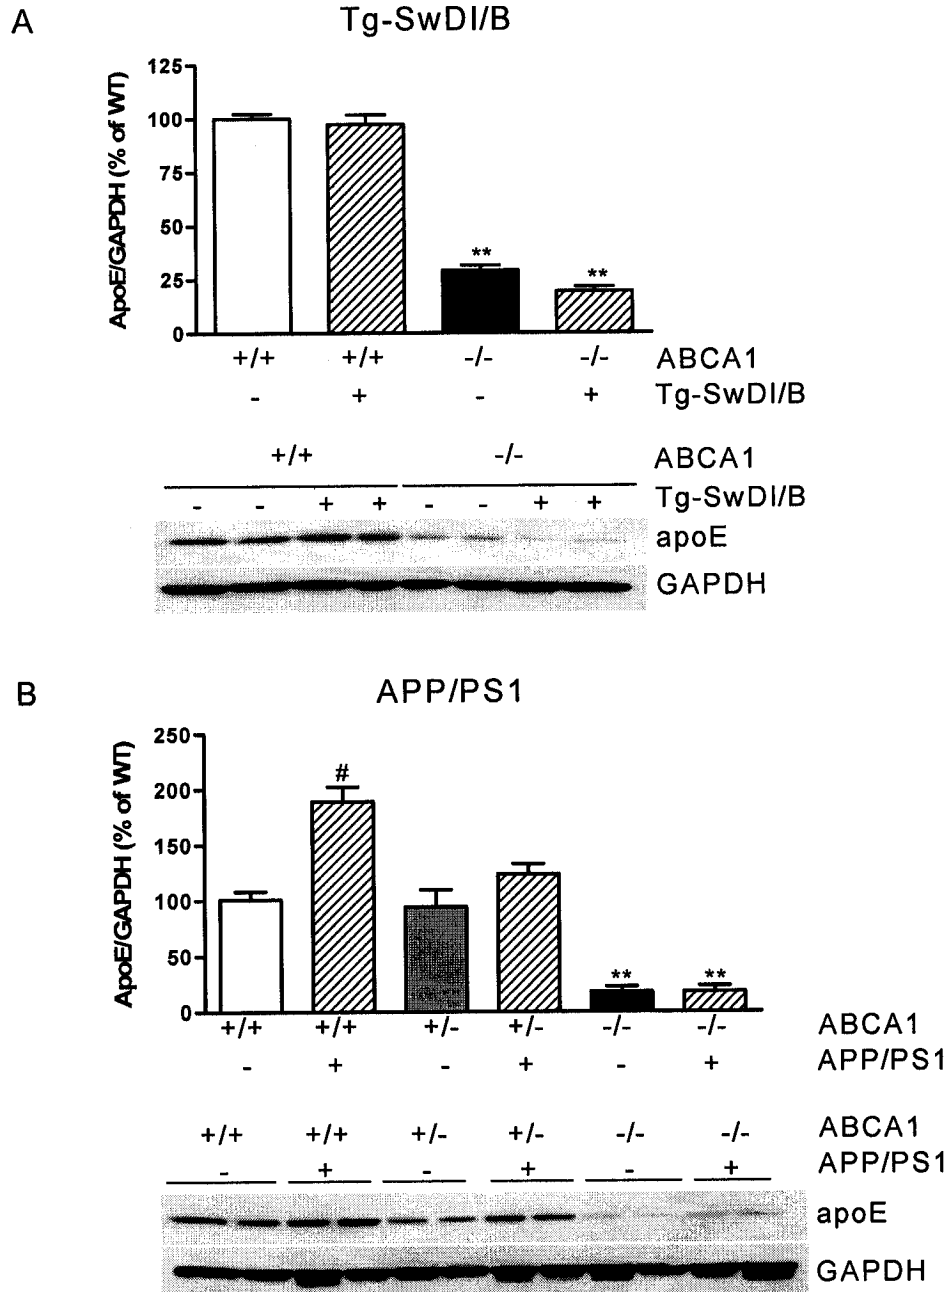 A
Tg-SwDI/B
ApoE/GAPDH (% of WT)
125
100
75
50
25
0
**
**
+/+ +/+ -/- -/- ABCA1
- + - + Tg-SwDI/B
+/+ -/- ABCA1
- - + + - - + + Tg-SwDI/B
apoE
GAPDH
B
APP/PS1
ApoE/GAPDH (% of WT)
250
200
150
100
50
0
#
**
**
+/+ +/+ +/- +/- -/- -/- ABCA1
- + - + - + APP/PS1
+/+ +/+ +/- +/- -/- -/- ABCA1
- + - + - + APP/PS1
apoE
GAPDH